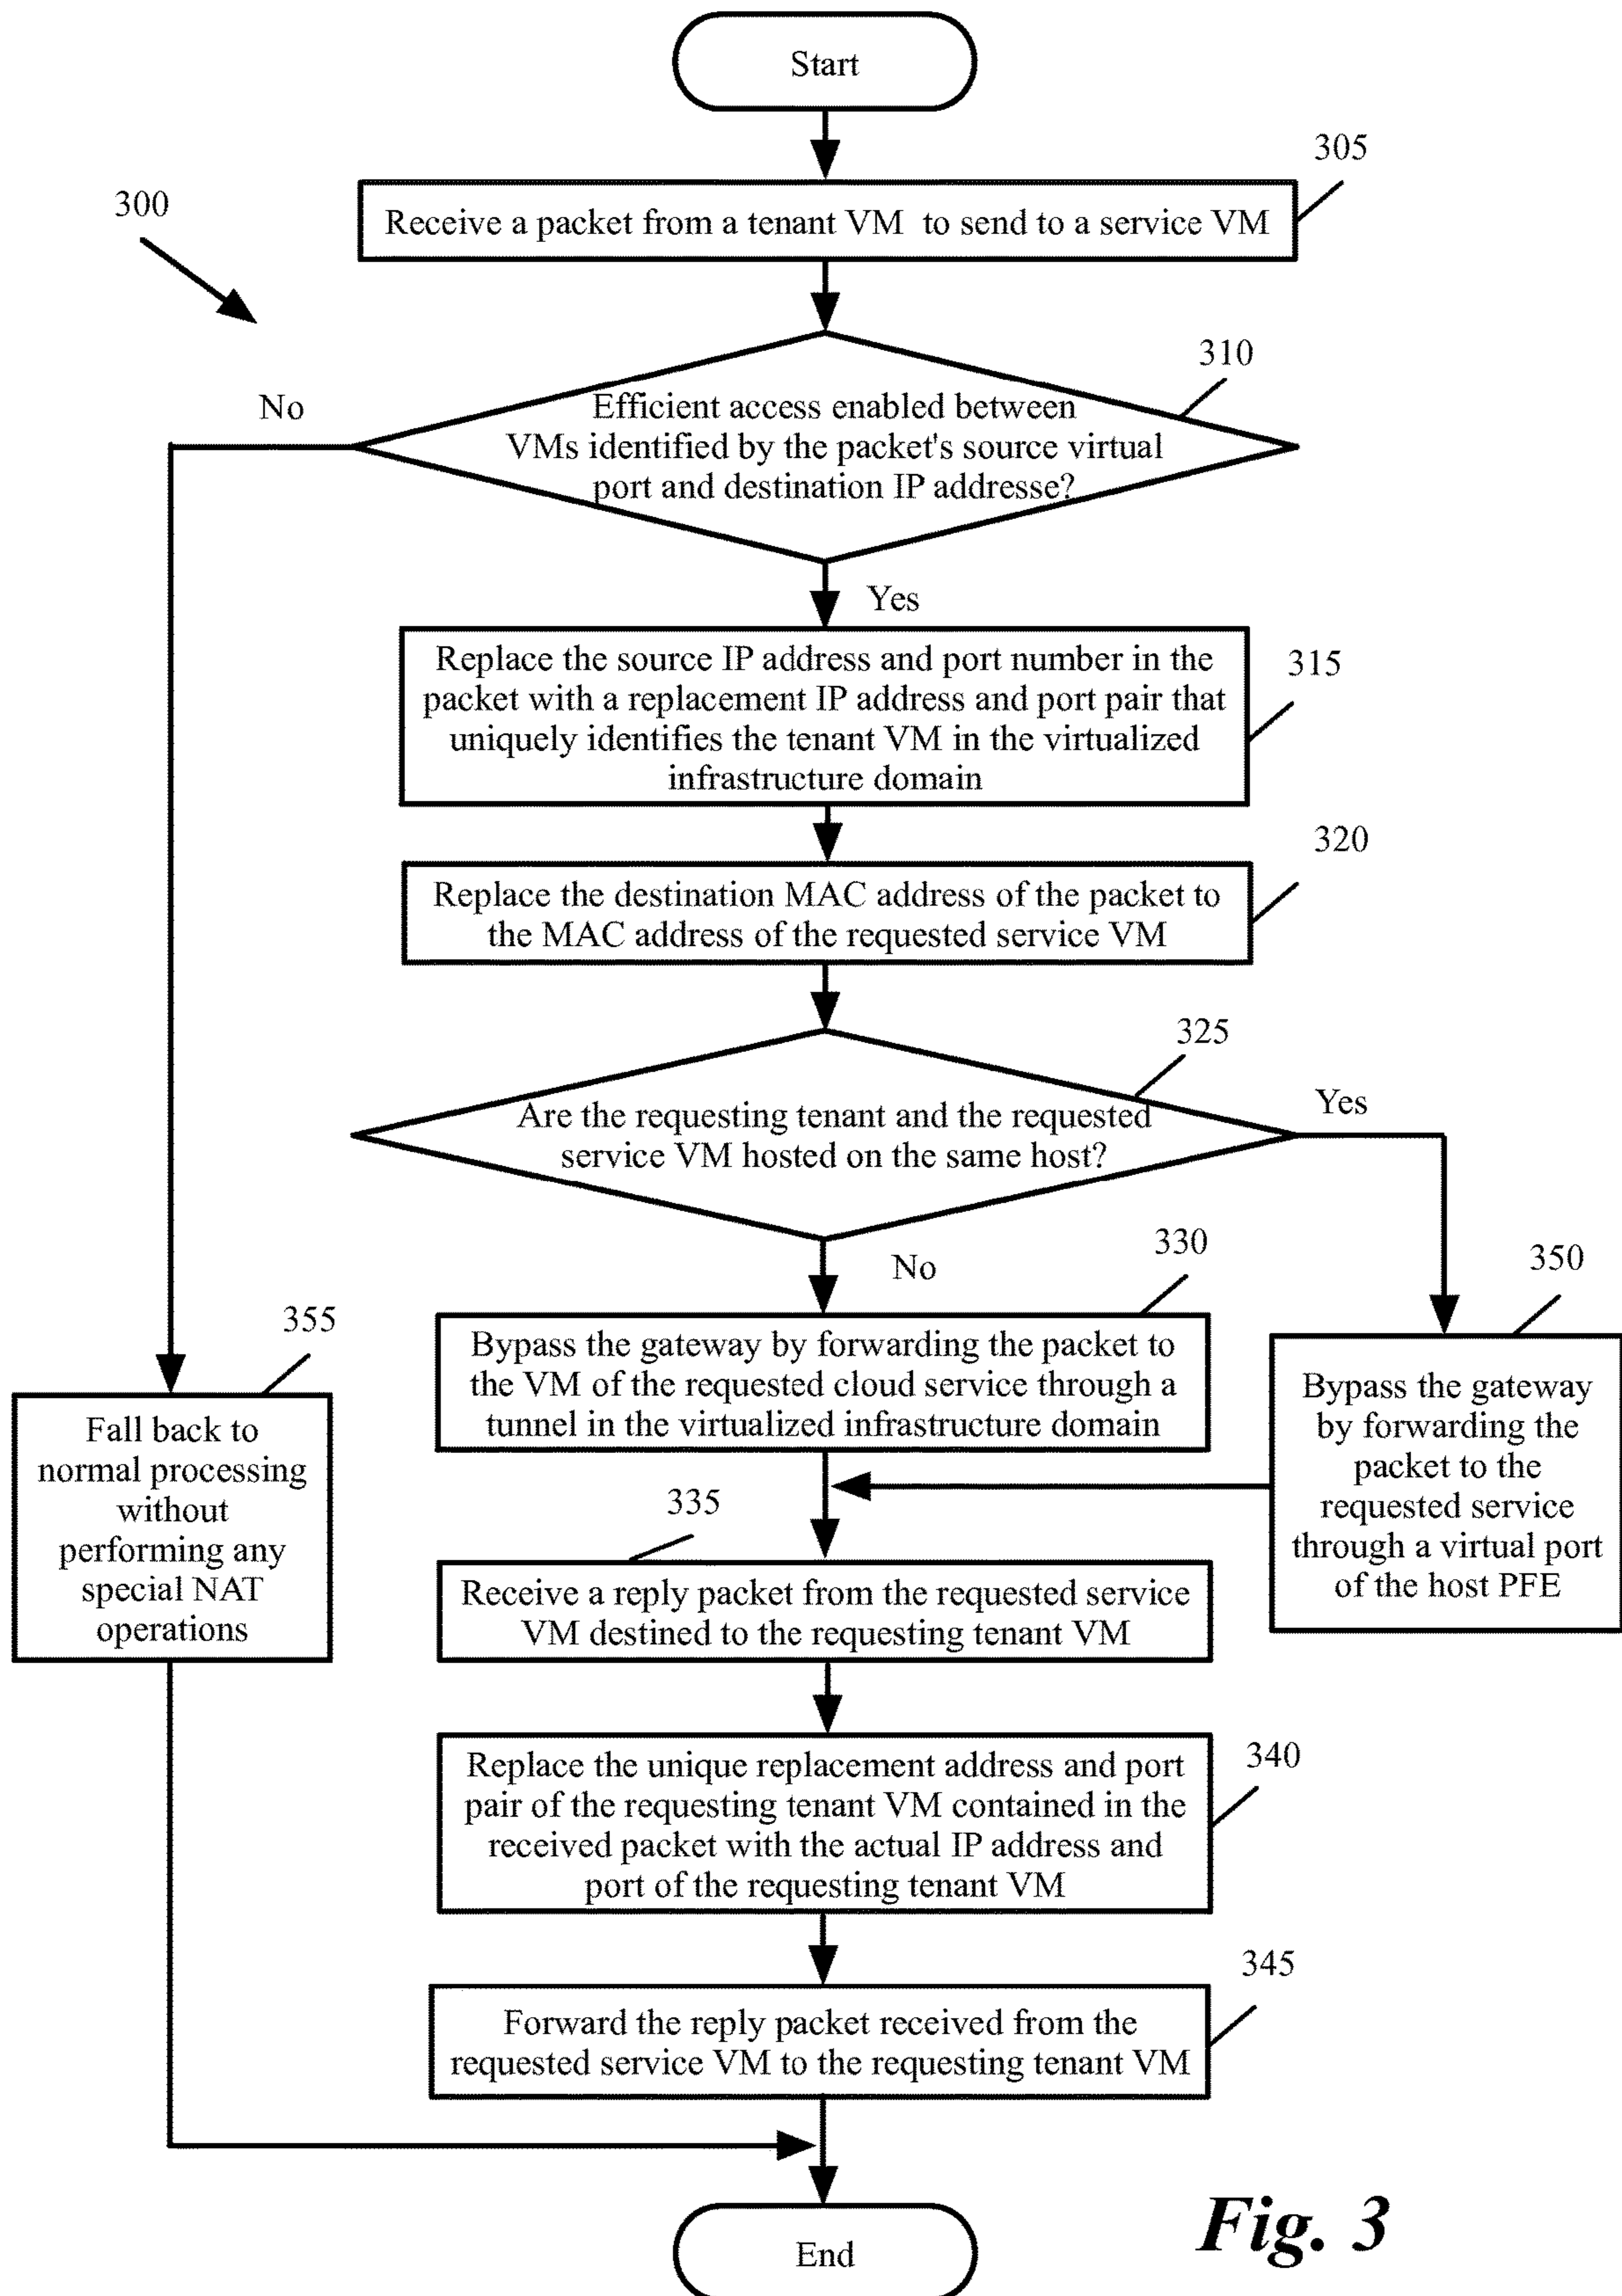 Start
305
Receive a packet from a tenant VM to send to a service VM
300
310
No
Efficient access enabled between
VMs identified by the packet's source virtual
port and destination IP addresse?
Yes
Replace the source IP address and port number in the
packet with a replacement IP address and port pair that
uniquely identifies the tenant VM in the virtualized
infrastructure domain
315
320
Replace the destination MAC address of the packet to
the MAC address of the requested service VM
325
Are the requesting tenant and the requested
service VM hosted on the same host?
Yes
No
330
Bypass the gateway by forwarding the packet to
the VM of the requested cloud service through a
tunnel in the virtualized infrastructure domain
350
Bypass the gateway
by forwarding the
packet to the
requested service
through a virtual port
of the host PFE
355
Fall back to
normal processing
without
performing any
special NAT
operations
335
Receive a reply packet from the requested service
VM destined to the requesting tenant VM
340
Replace the unique replacement address and port
pair of the requesting tenant VM contained in the
received packet with the actual IP address and
port of the requesting tenant VM
345
Forward the reply packet received from the
requested service VM to the requesting tenant VM
End
Fig. 3